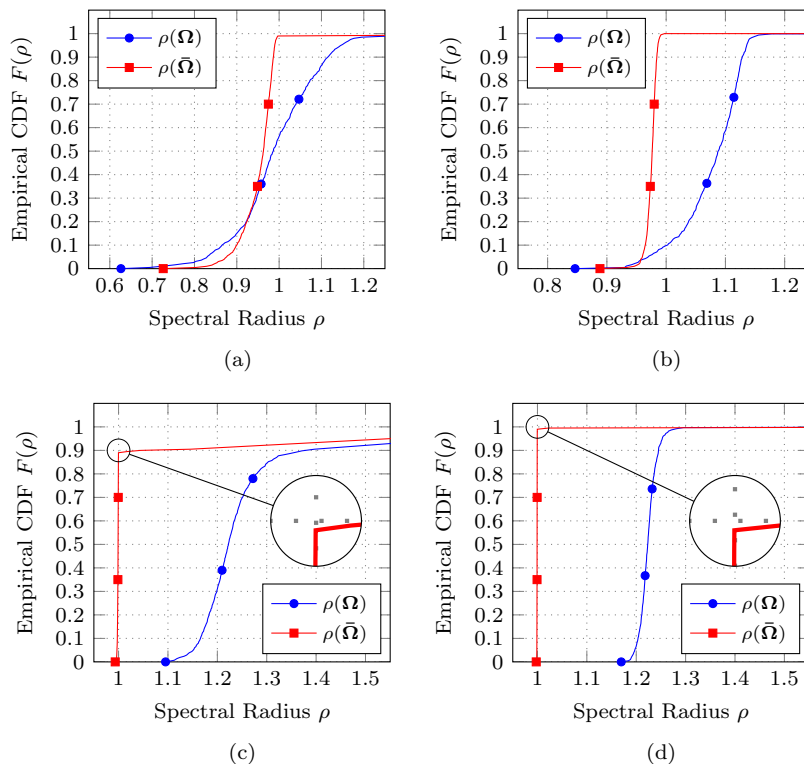 1
0.9
0.8
0.7
0.6
0.5
0.4
0.3
0.2
0.1
0
Empirical CDF F(ρ)
ρ(Ω)
ρ(Ω̄)
0.6 0.7 0.8 0.9 1 1.1 1.2
Spectral Radius ρ
(a)
1
0.9
0.8
0.7
0.6
0.5
0.4
0.3
0.2
0.1
0
Empirical CDF F(ρ)
ρ(Ω)
ρ(Ω̄)
0.8 0.9 1 1.1 1.2
Spectral Radius ρ
(b)
1
0.9
0.8
0.7
0.6
0.5
0.4
0.3
0.2
0.1
0
Empirical CDF F(ρ)
ρ(Ω)
ρ(Ω̄)
1 1.1 1.2 1.3 1.4 1.5
Spectral Radius ρ
(c)
1
0.9
0.8
0.7
0.6
0.5
0.4
0.3
0.2
0.1
0
Empirical CDF F(ρ)
ρ(Ω)
ρ(Ω̄)
1 1.1 1.2 1.3 1.4 1.5
Spectral Radius ρ
(d)